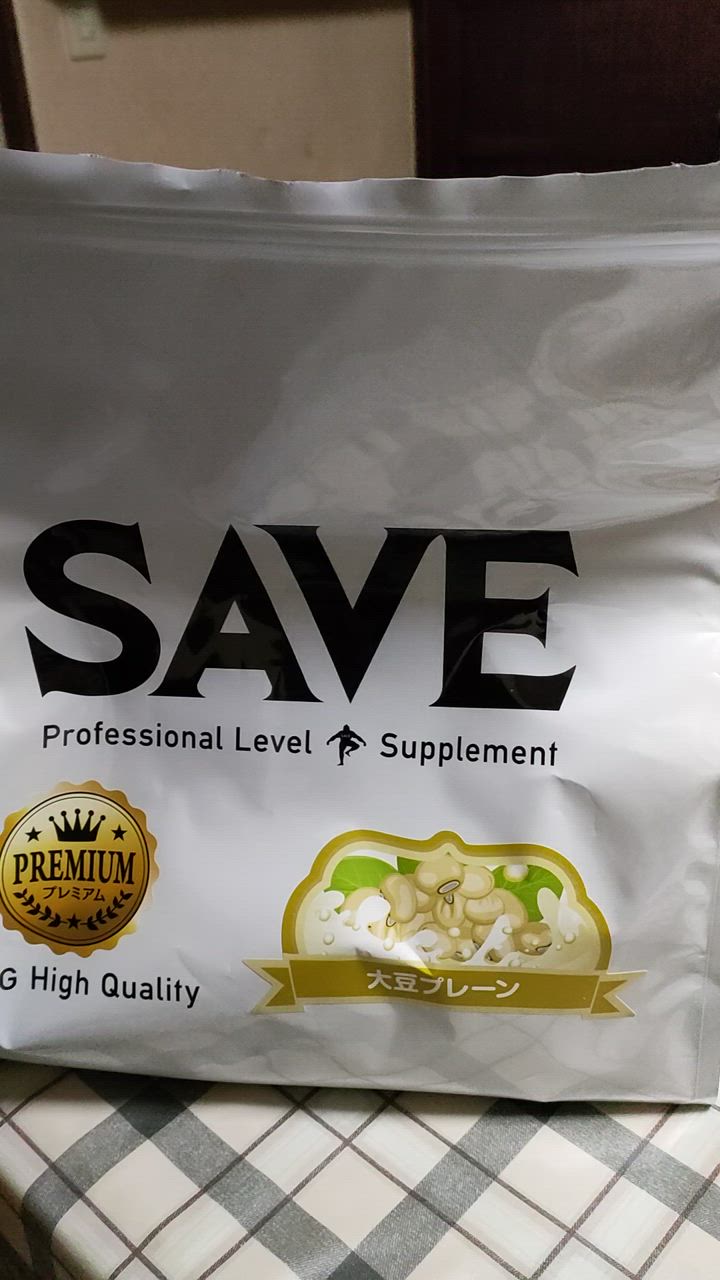 SAVE
Professional Level Supplement
PREMIUM
プレミアム
G High Quality
大豆プレーン